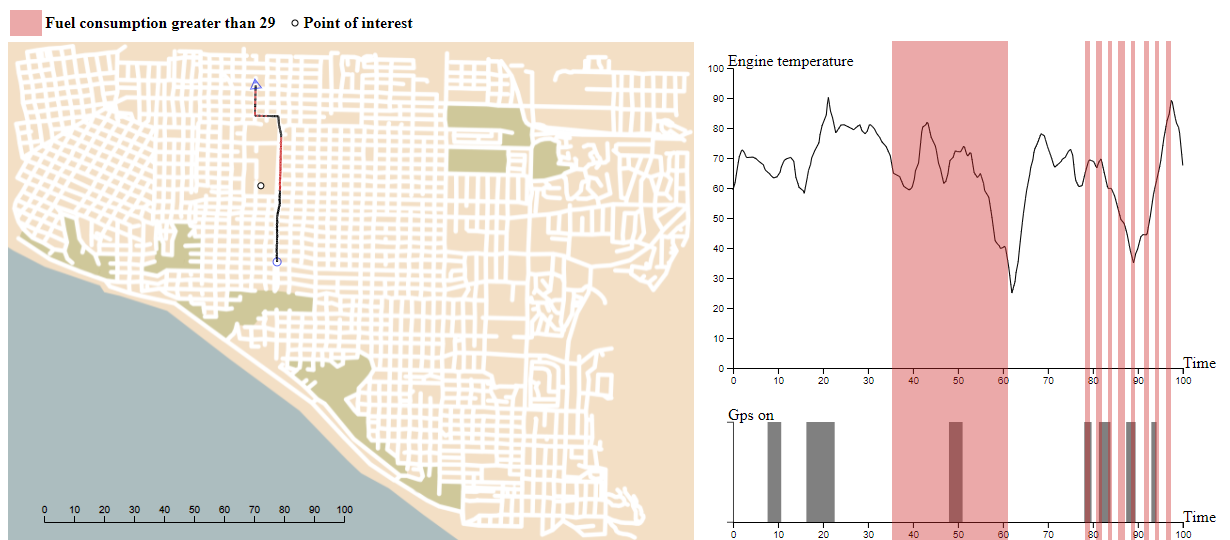 Fuel consumption greater than 29 Point of interest
Engine temperature
100
90
80
70
60
50
40
30
20
10
0
Time
0 10 20 30 40 50 60 70 80 90 100
Gps on
Time
0 10 20 30 40 50 60 70 80 90 100
0 10 20 30 40 50 60 70 80 90 100